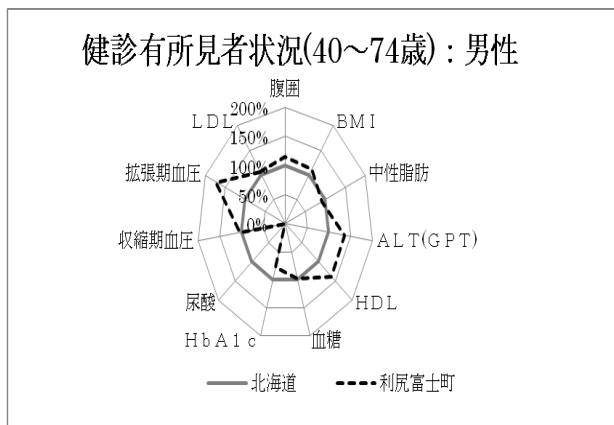 健診有所見者状況(40～74歳)：男性
腹囲
BMI
中性脂肪
ALT(GPT)
HDL
血糖
HbA1c
尿酸
収縮期血圧
拡張期血圧
LDL
200%
150%
100%
50%
0%
北海道
利尻富士町